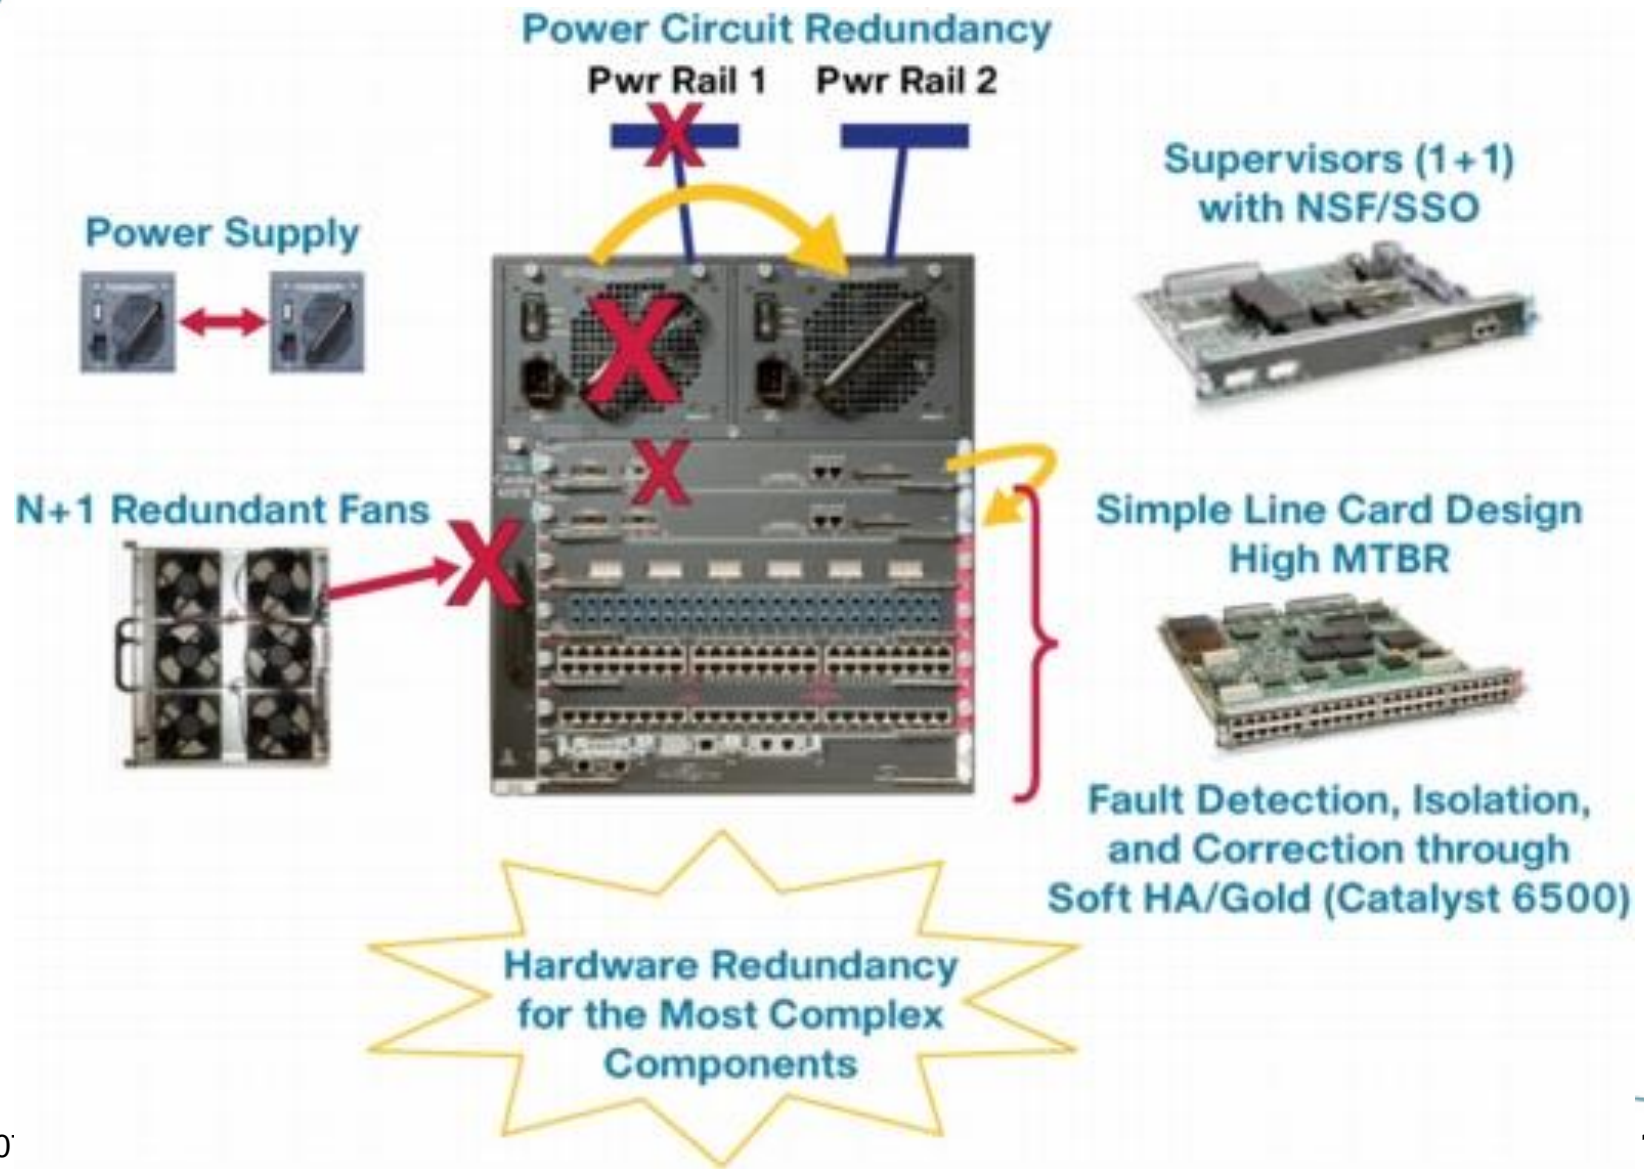 Power Circuit Redundancy
Pwr Rail 1 Pwr Rail 2
Supervisors (1+1)
with NSF/SSO
Power Supply
N+1 Redundant Fans
Simple Line Card Design
High MTBR
Fault Detection, Isolation,
and Correction through
Soft HA/Gold (Catalyst 6500)
Hardware Redundancy
for the Most Complex
Components